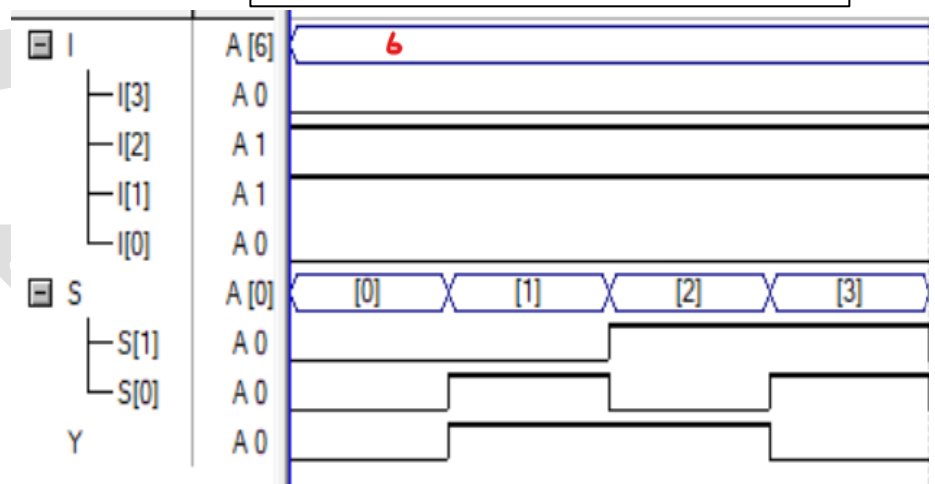 I A [6] 6
I[3] A 0
I[2] A 1
I[1] A 1
I[0] A 0
S A [0] [0] [1] [2] [3]
S[1] A 0
S[0] A 0
Y A 0